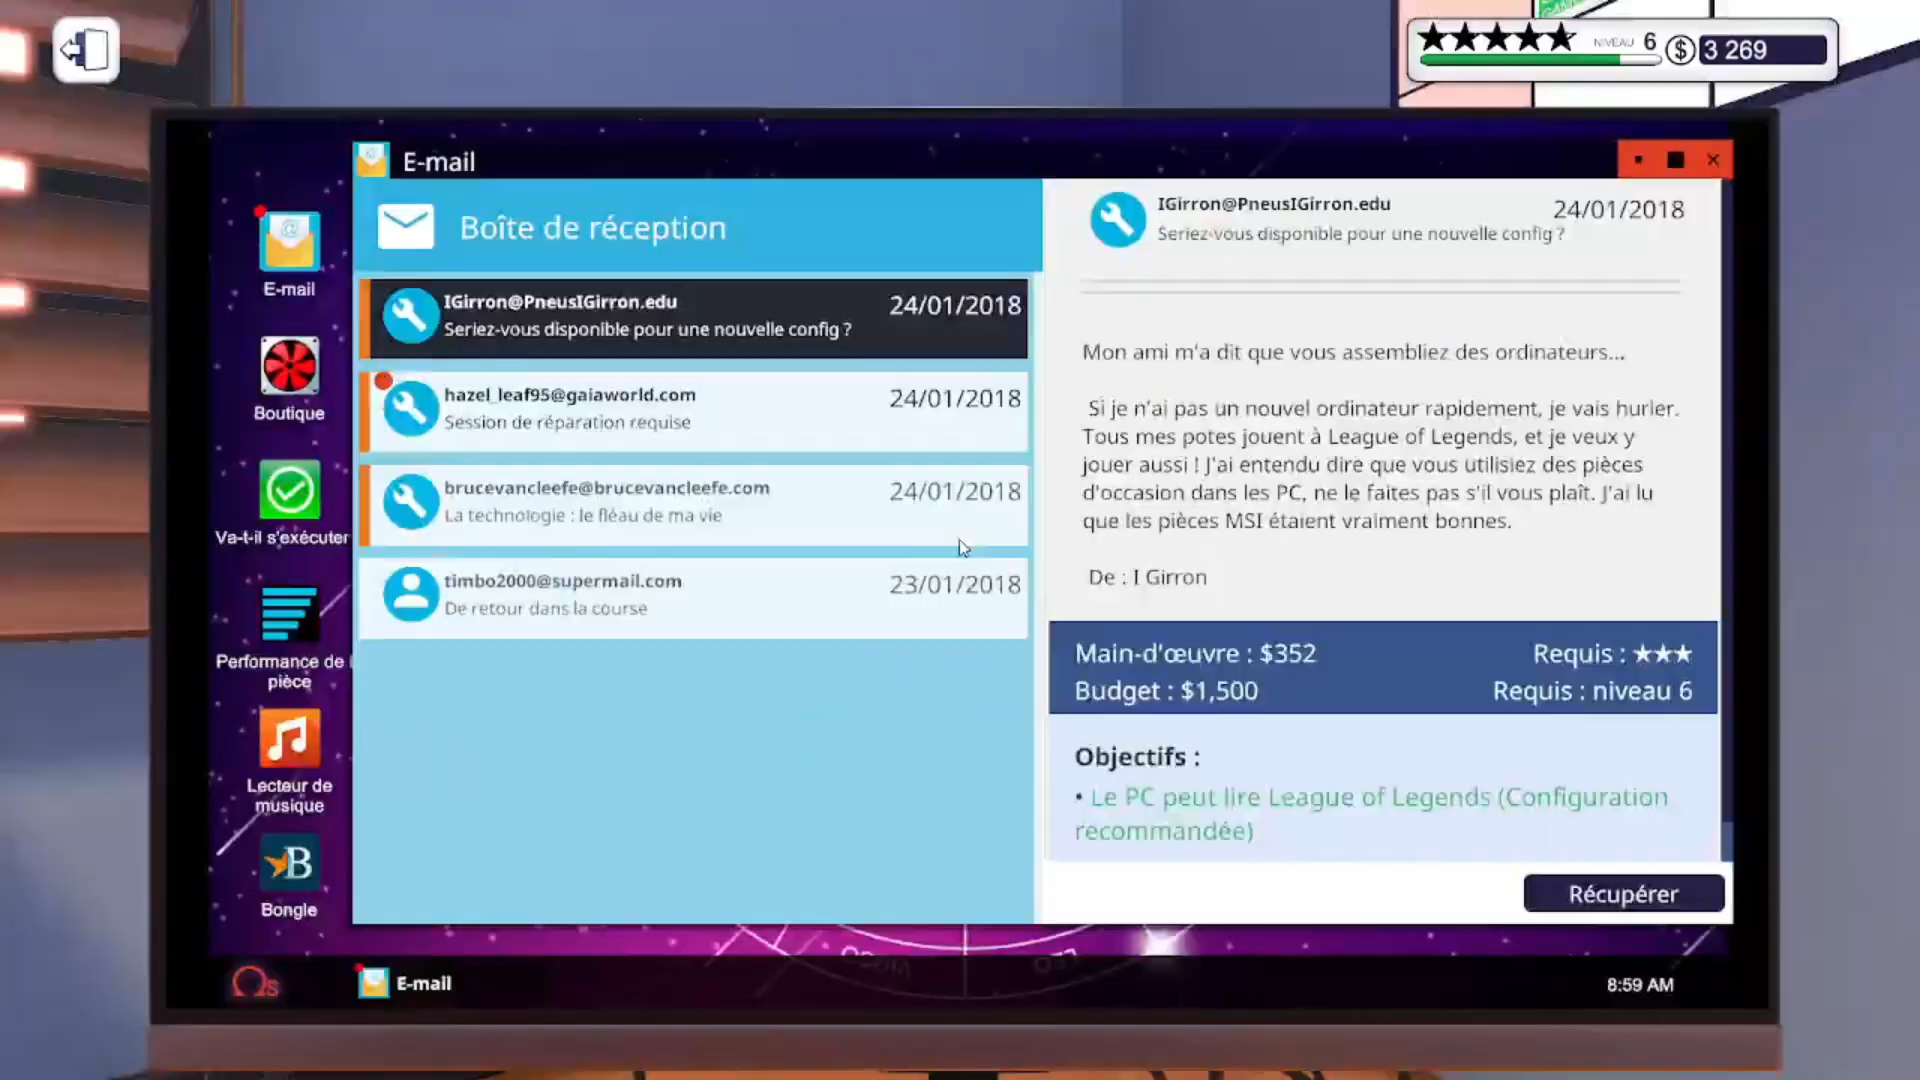 NIVEAU 6
$ 3 269
E-mail
Boîte de réception
IGirron@PneusIGirron.edu 24/01/2018
Seriez-vous disponible pour une nouvelle config ?
hazel_leaf95@gaiaworld.com 24/01/2018
Session de réparation requise
brucevancleefe@brucevancleefe.com 24/01/2018
La technologie : le fléau de ma vie
timbo2000@supermail.com 23/01/2018
De retour dans la course
E-mail
Boutique
Va-t-il s'exécuter
Performance de l
pièce
Lecteur de
musique
B
Bongle
IGirron@PneusIGirron.edu 24/01/2018
Seriez-vous disponible pour une nouvelle config ?
Mon ami m'a dit que vous assembliez des ordinateurs...
Si je n'ai pas un nouvel ordinateur rapidement, je vais hurler.
Tous mes potes jouent à League of Legends, et je veux y
jouer aussi ! J'ai entendu dire que vous utilisiez des pièces
d'occasion dans les PC, ne le faites pas s'il vous plaît. J'ai lu
que les pièces MSI étaient vraiment bonnes.
De : I Girron
Main-d'œuvre : $352 Requis : ★★★
Budget : $1,500 Requis : niveau 6
Objectifs :
• Le PC peut lire League of Legends (Configuration
recommandée)
Récupérer
E-mail
8:59 AM